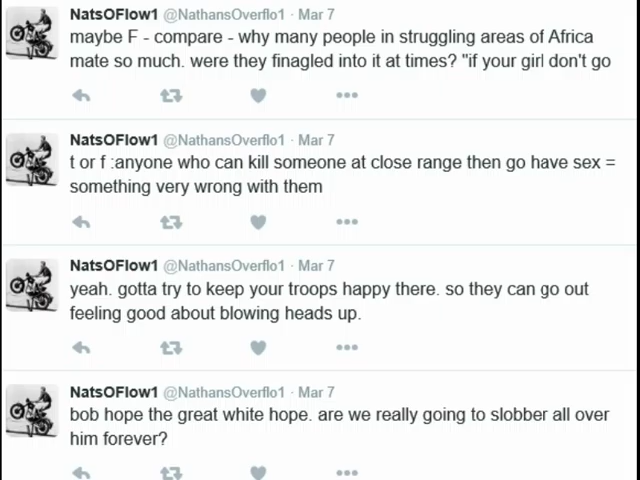 NatsOFlow1 @NathansOverflo1 · Mar 7
maybe F - compare - why many people in struggling areas of Africa
mate so much. were they finagled into it at times? "if your girl don't go
NatsOFlow1 @NathansOverflo1 · Mar 7
t or f :anyone who can kill someone at close range then go have sex =
something very wrong with them
NatsOFlow1 @NathansOverflo1 · Mar 7
yeah. gotta try to keep your troops happy there. so they can go out
feeling good about blowing heads up.
NatsOFlow1 @NathansOverflo1 · Mar 7
bob hope the great white hope. are we really going to slobber all over
him forever?